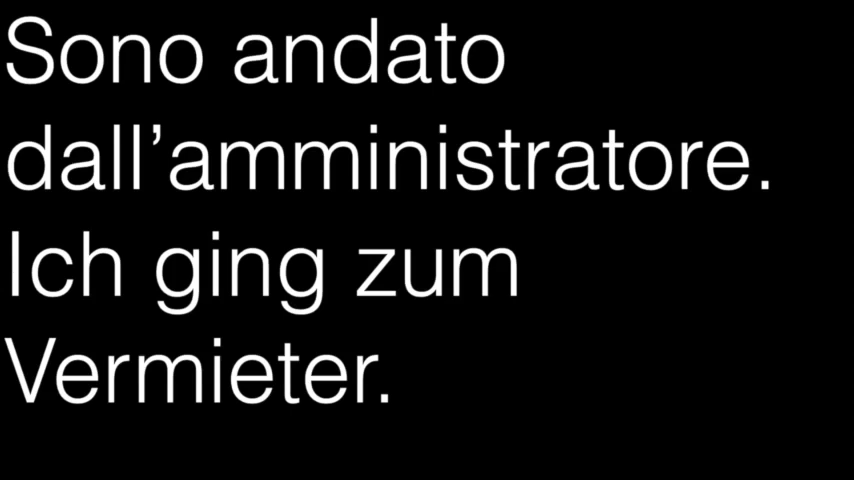 Sono andato
dall’amministratore.
Ich ging zum
Vermieter.